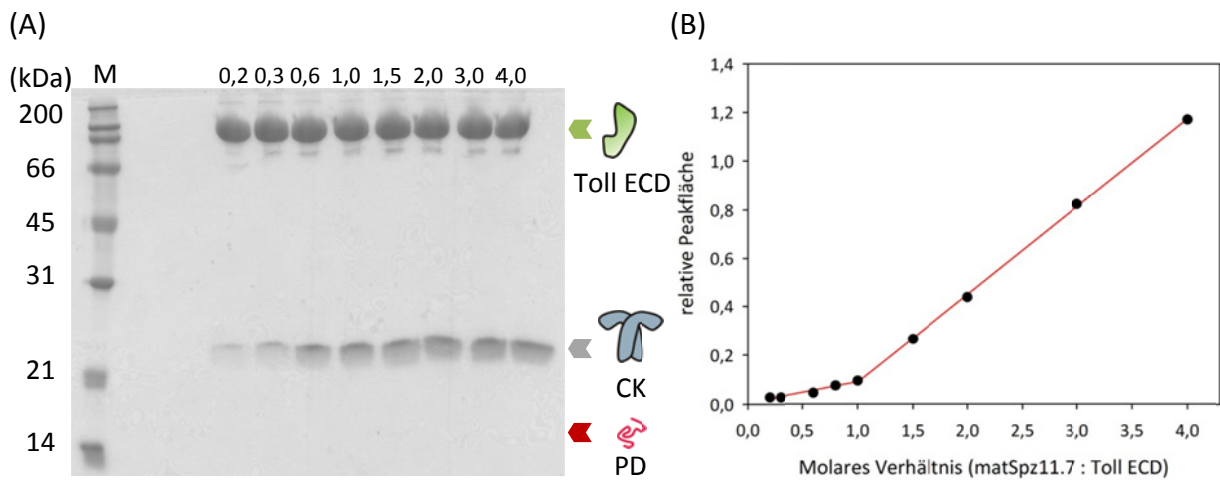 (A)
(kDa) M 0,2 0,3 0,6 1,0 1,5 2,0 3,0 4,0
200
66
45
31
21
14
Toll ECD
CK
PD
(B)
relative Peakfläche
1,4
1,2
1,0
0,8
0,6
0,4
0,2
0,0
0,0 0,5 1,0 1,5 2,0 2,5 3,0 3,5 4,0
Molares Verhältnis (matSpz11.7 : Toll ECD)